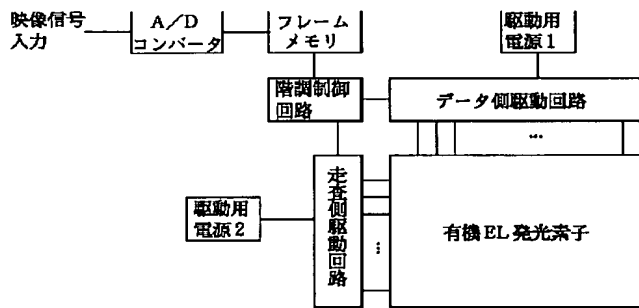 映像信号
入力
A/D
コンバータ
フレーム
メモリ
駆動用
電源1
階調制御
回路
データ側駆動回路
…
駆動用
電源2
走査側駆動回路
…
有機EL発光素子